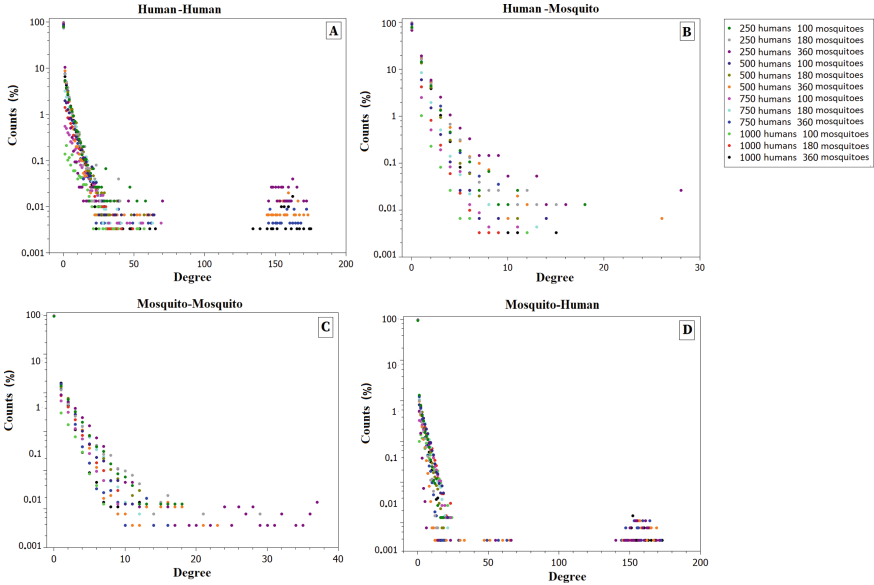 Human-Human
A
100
10
1
0,1
0,01
0.001
Counts (%)
0
50
100
150
200
Degree
Human-Mosquito
B
100
10
1
0,1
0,01
0,001
Counts (%)
0
10
20
30
Degree
250 humans 100 mosquitoes
250 humans 180 mosquitoes
250 humans 360 mosquitoes
500 humans 100 mosquitoes
500 humans 180 mosquitoes
500 humans 360 mosquitoes
750 humans 100 mosquitoes
750 humans 180 mosquitoes
750 humans 360 mosquitoes
1000 humans 100 mosquitoes
1000 humans 180 mosquitoes
1000 humans 360 mosquitoes
Mosquito-Mosquito
C
100
10
1
0,1
0,01
0.001
Counts (%)
0
10
20
30
40
Degree
Mosquito-Human
D
100
10
1
0,1
0,01
0,001
Counts (%)
0
50
100
150
200
Degree